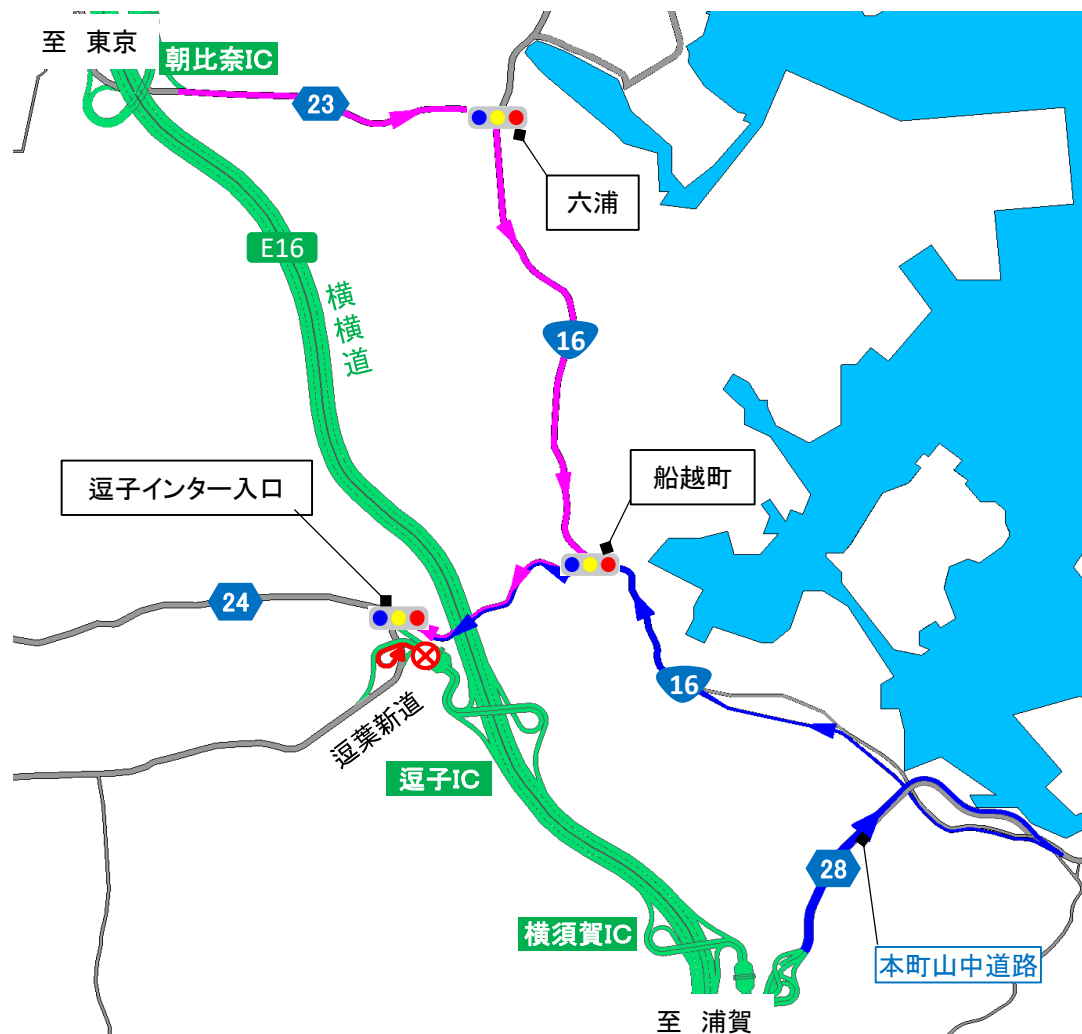 至 東京
朝比奈IC
23
六浦
E16
横横道
16
船越町
逗子インター入口
24
16
逗葉新道
逗子IC
28
横須賀IC
本町山中道路
至 浦賀